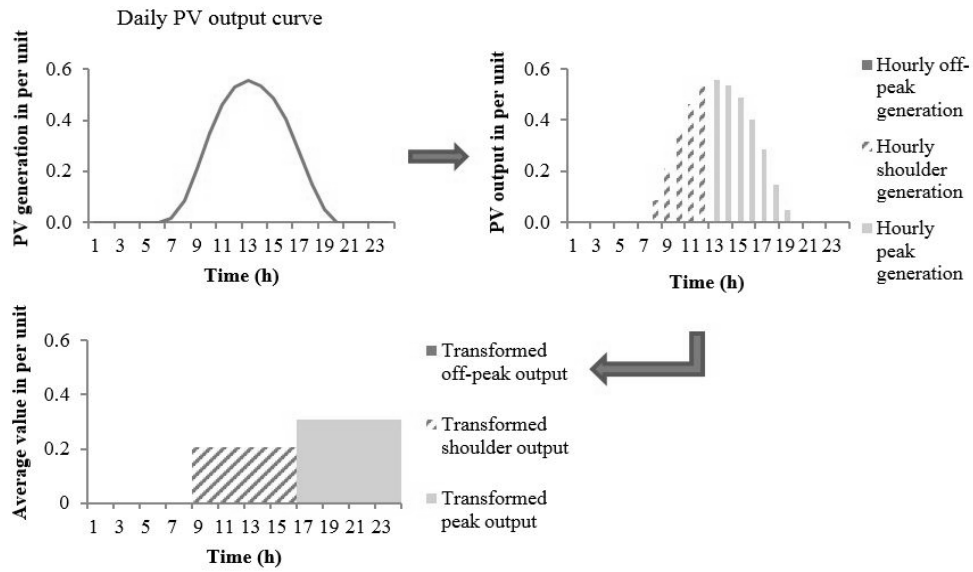 Daily PV output curve
PV generation in per unit
0.6
0.4
0.2
0.0
1 3 5 7 9 11 13 15 17 19 21 23
Time (h)
PV output in per unit
0.6
0.4
0.2
0.0
1 3 5 7 9 11 13 15 17 19 21 23
Time (h)
Hourly off-
peak
generation
Hourly
shoulder
generation
Hourly
peak
generation
Average value in per unit
0.6
0.4
0.2
0
1 3 5 7 9 11 13 15 17 19 21 23
Time (h)
Transformed
off-peak output
Transformed
shoulder output
Transformed
peak output